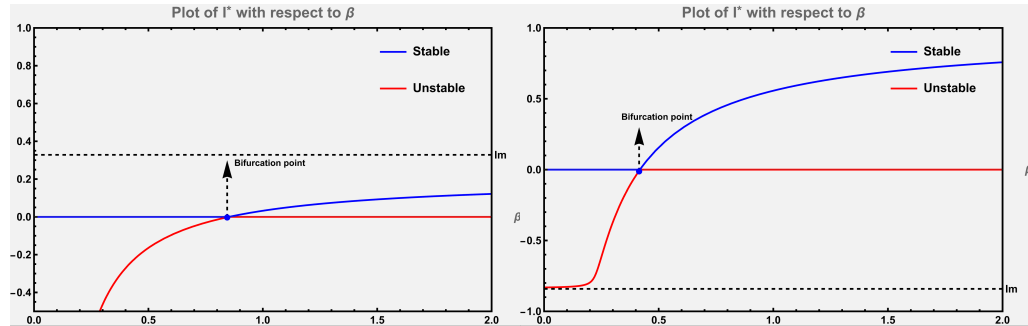 Plot of I* with respect to β
1.0
0.8
0.6
0.4
0.2
0.0
-0.2
-0.4
0.0
0.5
1.0
1.5
2.0
Stable
Unstable
Im
Bifurcation point
β
Plot of I* with respect to β
1.0
0.5
0.0
-0.5
-1.0
0.0
0.5
1.0
1.5
2.0
Stable
Unstable
Bifurcation point
Im
β